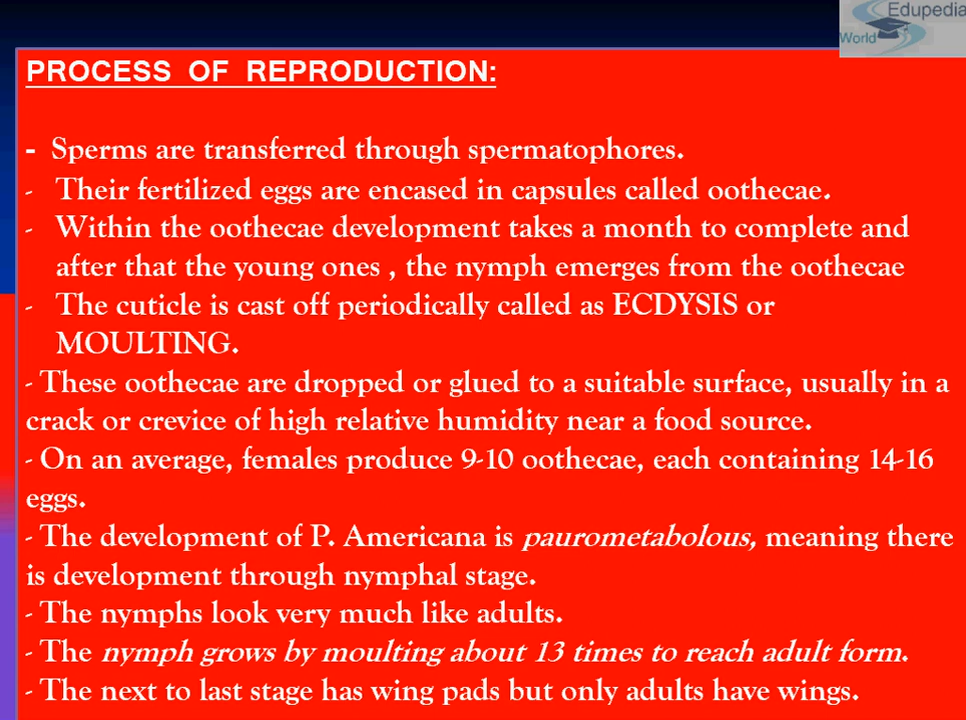 Edupedia
World
PROCESS OF REPRODUCTION:
- Sperms are transferred through spermatophores.
- Their fertilized eggs are encased in capsules called oothecae.
- Within the oothecae development takes a month to complete and
after that the young ones , the nymph emerges from the oothecae
- The cuticle is cast off periodically called as ECDYSIS or
MOULTING.
- These oothecae are dropped or glued to a suitable surface, usually in a
crack or crevice of high relative humidity near a food source.
- On an average, females produce 9-10 oothecae, each containing 14-16
eggs.
- The development of P. Americana is paurometabolous, meaning there
is development through nymphal stage.
- The nymphs look very much like adults.
- The nymph grows by moulting about 13 times to reach adult form.
- The next to last stage has wing pads but only adults have wings.